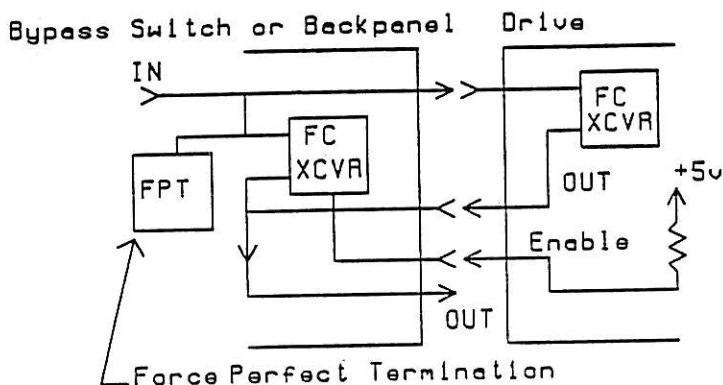 Bypass Switch or Backpanel
Drive
IN
FC
XCVR
FPT
FC
XCVR
OUT
+5v
Enable
OUT
Force Perfect Termination